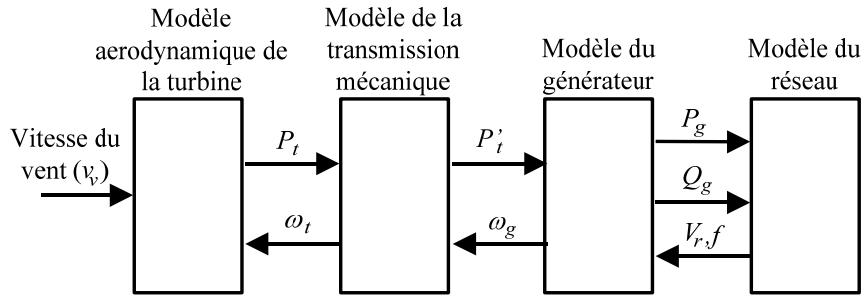 Modèle
aerodynamique de
la turbine
Modèle de la
transmission
mécanique
Modèle du
générateur
Modèle du
réseau
Vitesse du
vent (v_v)
P_t
ω_t
P'_t
ω_g
P_g
Q_g
V_r,f